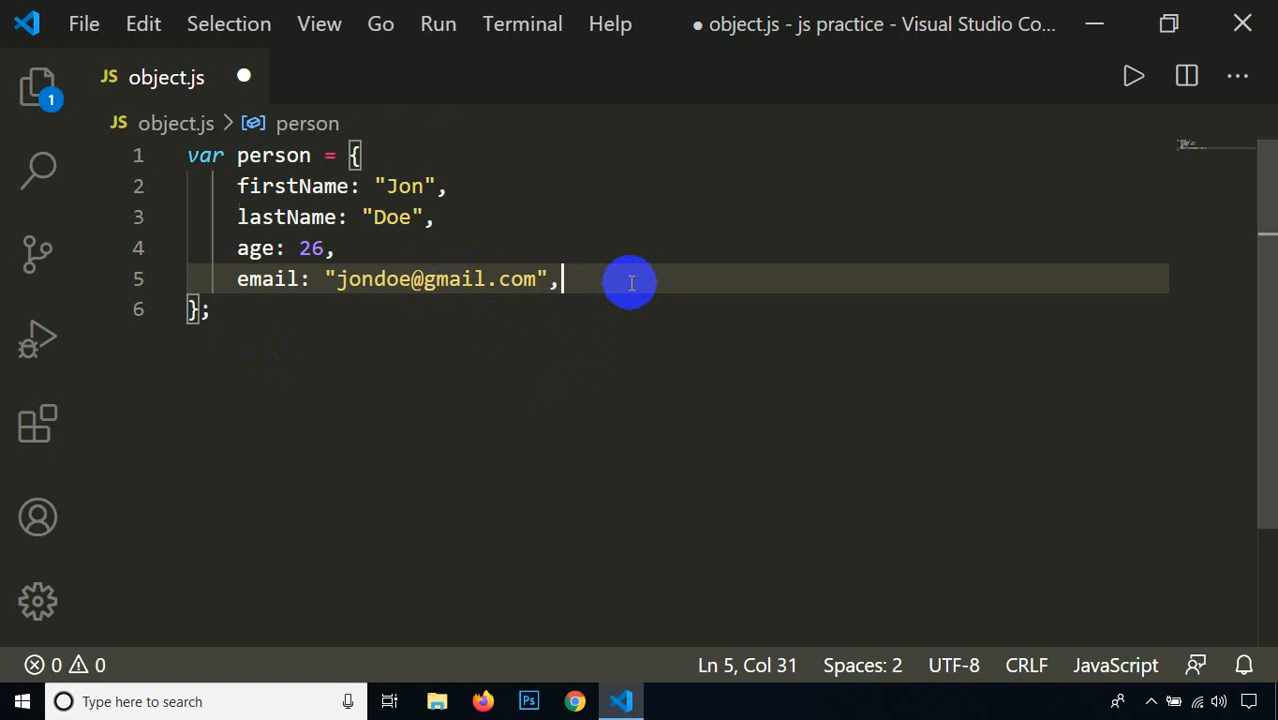 File Edit Selection View Go Run Terminal Help ● object.js - js practice - Visual Studio Co...
JS object.js ●
1
JS object.js > person
1 var person = {
2 firstName: "Jon",
3 lastName: "Doe",
4 age: 26,
5 email: "jondoe@gmail.com",
6 };
0 0 Ln 5, Col 31 Spaces: 2 UTF-8 CRLF JavaScript
Type here to search Ps